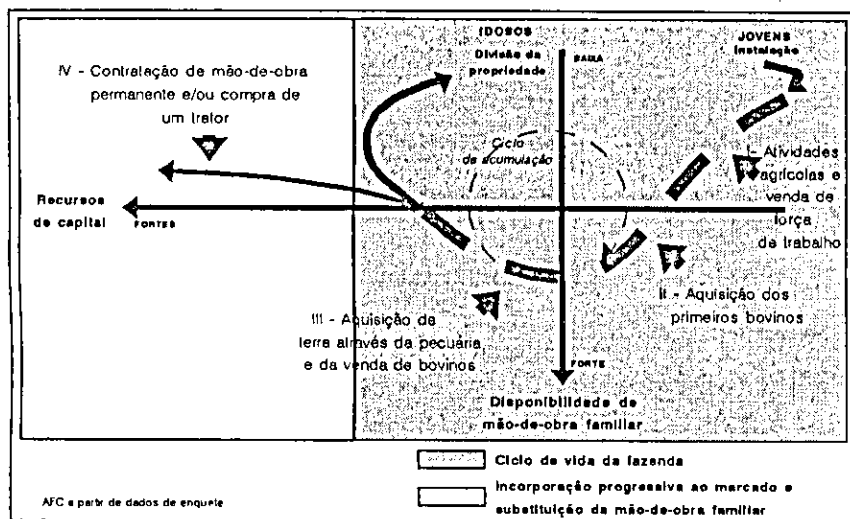 IDOSOS
Divisão da
propriedade
BAIXA
JOVENS
Instalação
IV - Contratação de mão-de-obra
permanente e/ou compra de
um trator
Ciclo
de acumulação
I - Atividades
agrícolas e
venda de
força
de trabalho
Recursos
de capital
FORTES
II - Aquisição dos
primeiros bovinos
III - Aquisição de
terra através da pecuária
e da venda de bovinos
FORTE
Disponibilidade de
mão-de-obra familiar
Ciclo de vida da fazenda
Incorporação progressiva ao mercado e
substituição da mão-de-obra familiar
AFC a partir de dados de enquete